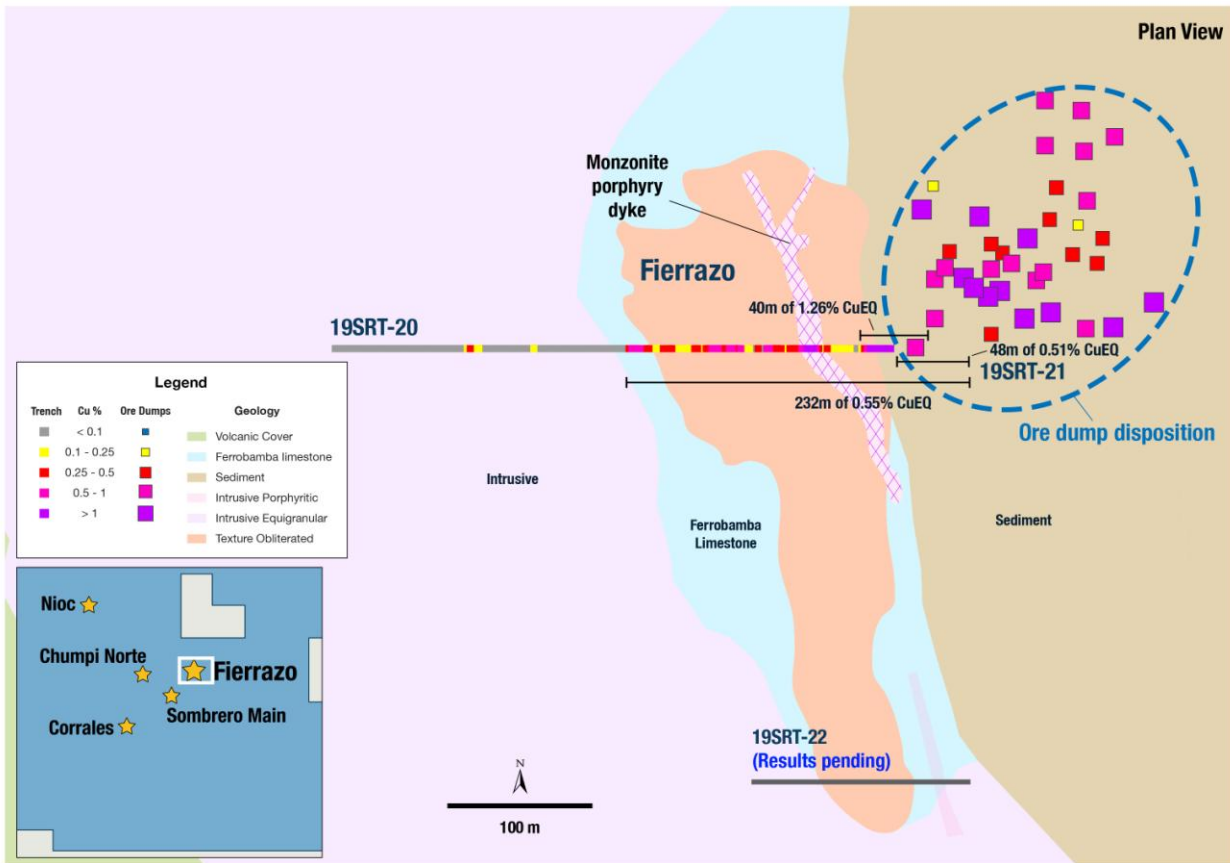 Plan View
Monzonite
porphyry
dyke
Fierrazo
40m of 1.26% CuEQ
19SRT-20
48m of 0.51% CuEQ
19SRT-21
232m of 0.55% CuEQ
Ore dump disposition
Legend
Trench Cu % Ore Dumps Geology
< 0.1
0.1 - 0.25
0.25 - 0.5
0.5 - 1
> 1
Volcanic Cover
Ferrobamba limestone
Sediment
Intrusive Porphyritic
Intrusive Equigranular
Texture Obliterated
Intrusive
Ferrobamba
Limestone
Sediment
Nioc
Chumpi Norte
Fierrazo
Sombrero Main
Corrales
19SRT-22
(Results pending)
N
100 m